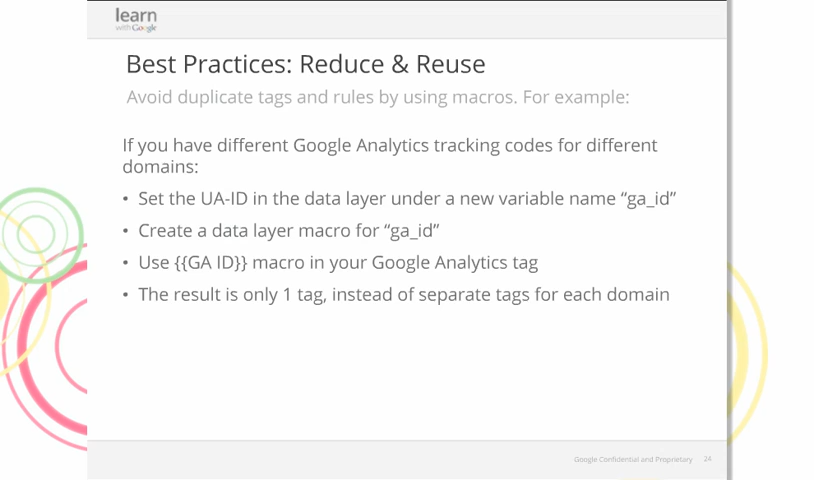 learn
with Google
Best Practices: Reduce & Reuse
Avoid duplicate tags and rules by using macros. For example:
If you have different Google Analytics tracking codes for different
domains:
• Set the UA-ID in the data layer under a new variable name “ga_id”
• Create a data layer macro for “ga_id”
• Use {{GA ID}} macro in your Google Analytics tag
• The result is only 1 tag, instead of separate tags for each domain
Google Confidential and Proprietary 24